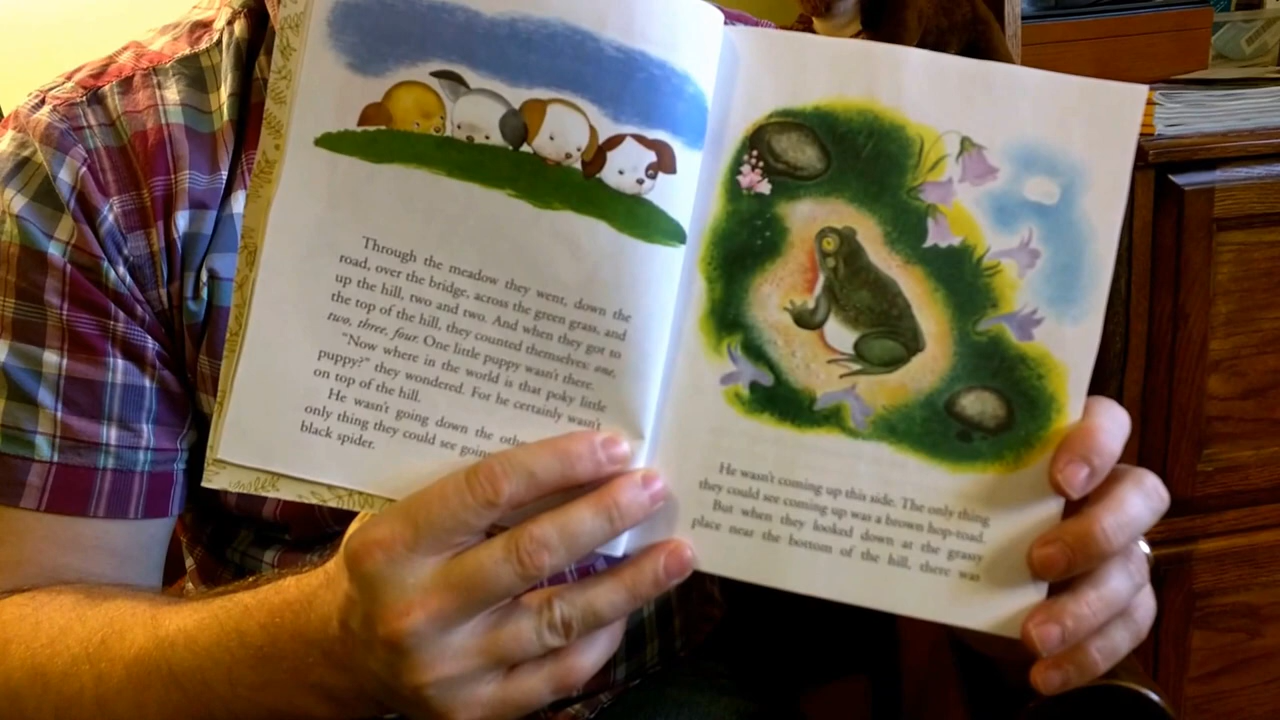 Through the meadow they went, down the
road, over the bridge, across the green grass, and
up the hill, two and two. And when they got to
the top of the hill, they counted themselves: one,
two, three, four. One little puppy wasn't there.
"Now where in the world is that poky little
puppy?" they wondered. For he certainly wasn't
on top of the hill.
He wasn't going down the
only thing they could see
black spider.
He wasn't coming up this side. The only thing
they could see coming up was a brown hop-toad.
But when they looked down at the grassy
place near the bottom of the hill, there was